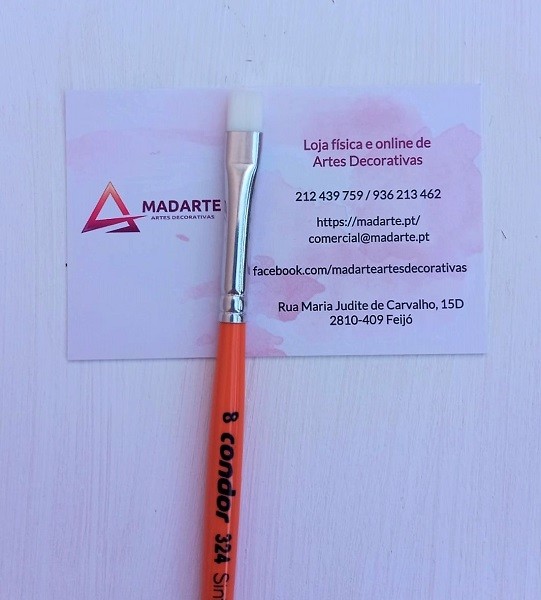 MADARTE
ARTES DECORATIVAS
Loja física e online de
Artes Decorativas
212 439 759 / 936 213 462
https://madarte.pt/
comercial@madarte.pt
facebook.com/madarteartesdecorativas
Rua Maria Judite de Carvalho, 15D
2810-409 Feijó
8 condor 324